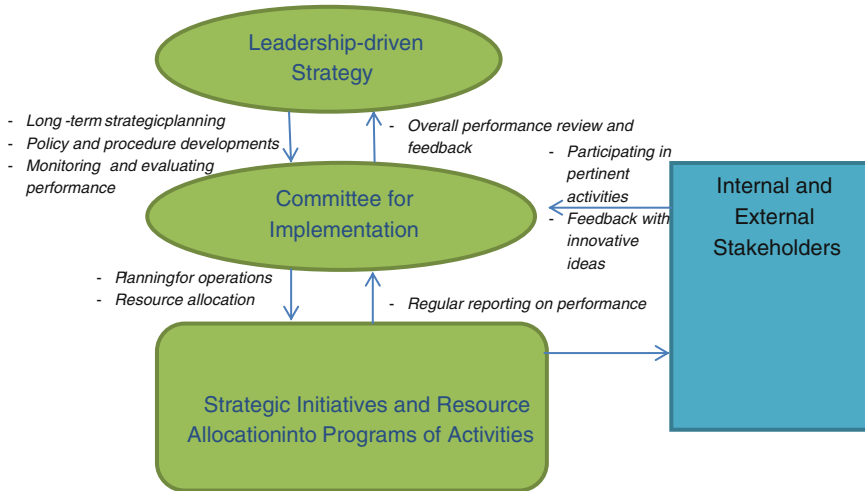 Leadership-driven
Strategy
- Long -term strategicplanning
- Policy and procedure developments
- Monitoring and evaluating
performance
- Overall performance review and
feedback
- Participating in
pertinent
activities
- Feedback with
innovative
ideas
Internal and
External
Stakeholders
Committee for
Implementation
- Planningfor operations
- Resource allocation
- Regular reporting on performance
Strategic Initiatives and Resource
Allocationinto Programs of Activities